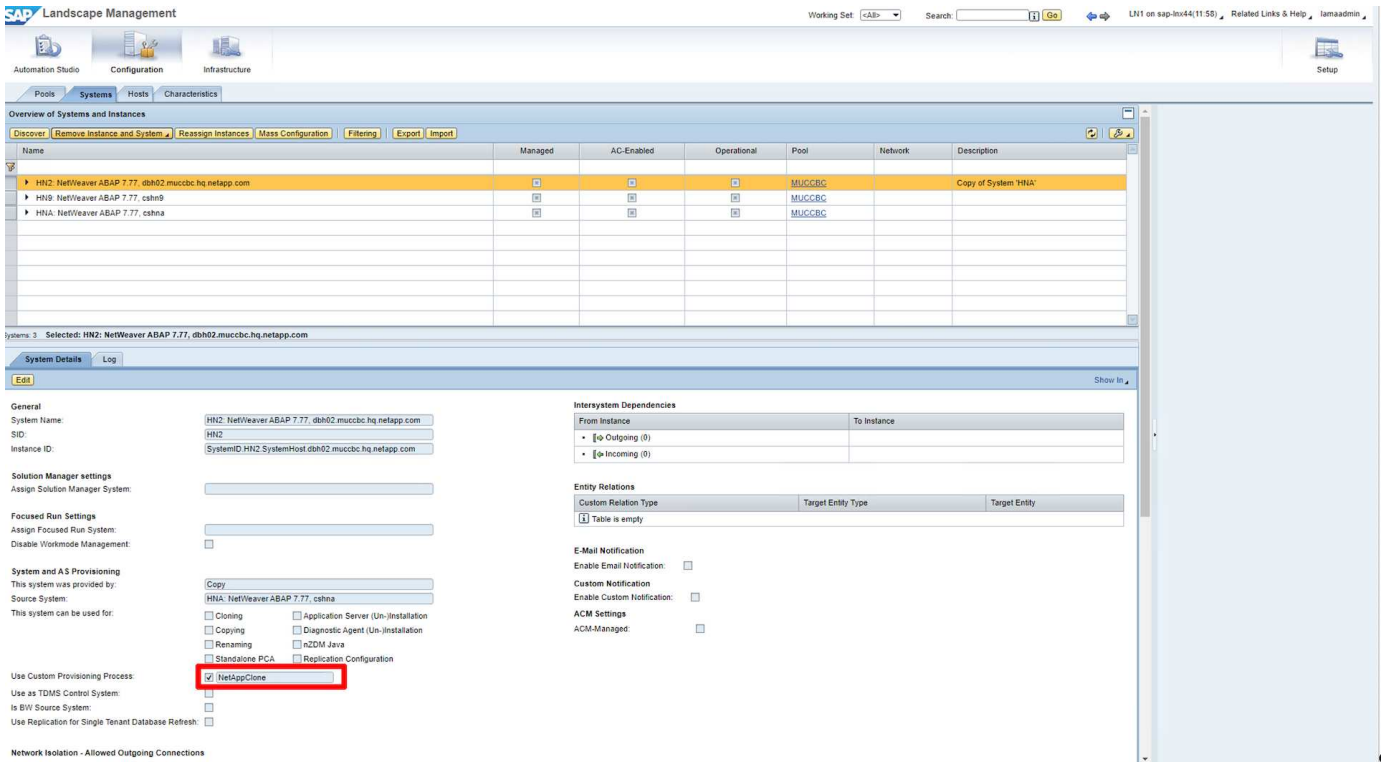 SAP Landscape Management Working Set: <All> Search: Go LN1 on sap-lnx44(11:58) Related Links & Help lamaadmin
Automation Studio Configuration Infrastructure Setup
Pools Systems Hosts Characteristics
Overview of Systems and Instances
Discover Remove Instance and System Reassign Instances Mass Configuration Filtering Export Import
Name Managed AC-Enabled Operational Pool Network Description
HN2: NetWeaver ABAP 7.77, dbh02.muccbc.hq.netapp.com MUCCBC Copy of System 'HNA'
HN9: NetWeaver ABAP 7.77, cshn9 MUCCBC
HNA: NetWeaver ABAP 7.77, cshna MUCCBC
Systems: 3 Selected: HN2: NetWeaver ABAP 7.77, dbh02.muccbc.hq.netapp.com
System Details Log
Edit Show In
General
System Name: HN2: NetWeaver ABAP 7.77, dbh02.muccbc.hq.netapp.com
SID: HN2
Instance ID: SystemID.HN2.SystemHost.dbh02.muccbc.hq.netapp.com
Solution Manager settings
Assign Solution Manager System:
Focused Run Settings
Assign Focused Run System:
Disable Workmode Management:
System and AS Provisioning
This system was provided by: Copy
Source System: HNA: NetWeaver ABAP 7.77, cshna
This system can be used for: Cloning Application Server (Un-)Installation
Copying Diagnostic Agent (Un-)Installation
Renaming nZDM Java
Standalone PCA Replication Configuration
Use Custom Provisioning Process: NetAppClone
Use as TDMS Control System:
Is BW Source System:
Use Replication for Single Tenant Database Refresh:
Network Isolation - Allowed Outgoing Connections
Intersystem Dependencies
From Instance To Instance
Outgoing (0)
Incoming (0)
Entity Relations
Custom Relation Type Target Entity Type Target Entity
Table is empty
E-Mail Notification
Enable Email Notification:
Custom Notification
Enable Custom Notification:
ACM Settings
ACM-Managed: